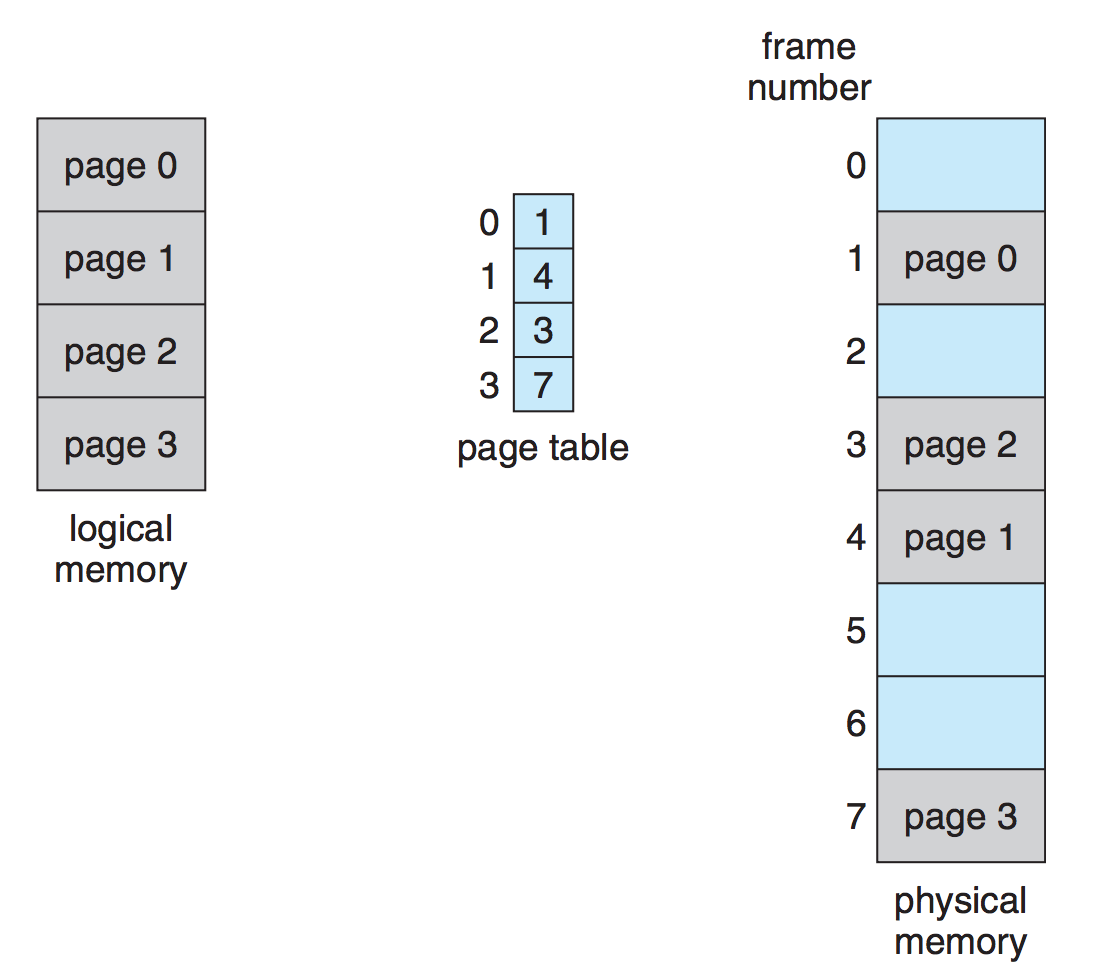 page 0
page 1
page 2
page 3
logical
memory
0 1
1 4
2 3
3 7
page table
frame
number
0
1 page 0
2
3 page 2
4 page 1
5
6
7 page 3
physical
memory